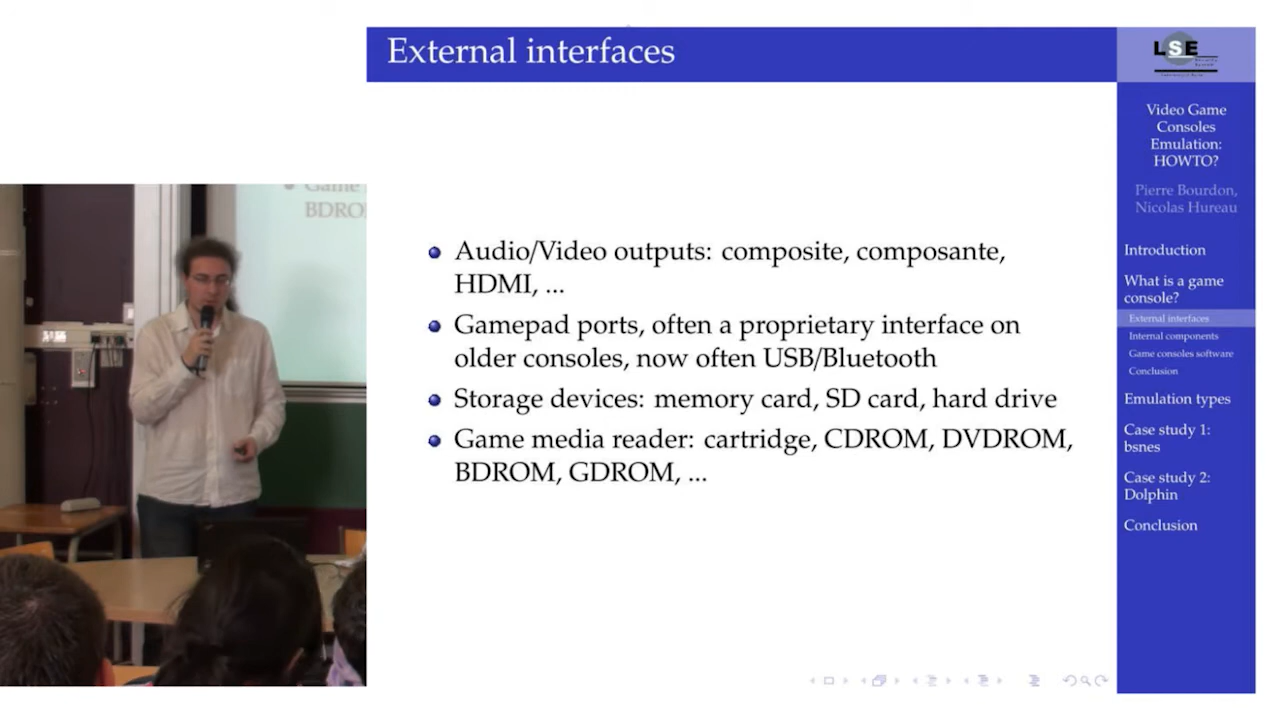 External interfaces
LSE
Video Game
Consoles
Emulation:
HOWTO?
Pierre Bourdon,
Nicolas Hureau
Introduction
What is a game
console?
External interfaces
Internal components
Game consoles software
Conclusion
Emulation types
Case study 1:
bsnes
Case study 2:
Dolphin
Conclusion
Audio/Video outputs: composite, composante,
HDMI, ...
Gamepad ports, often a proprietary interface on
older consoles, now often USB/Bluetooth
Storage devices: memory card, SD card, hard drive
Game media reader: cartridge, CDROM, DVDROM,
BDROM, GDROM, ...
Game